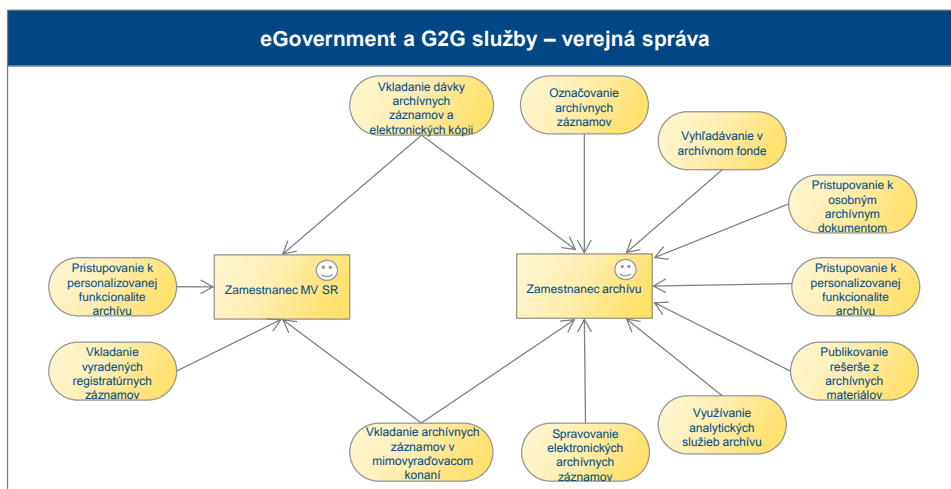 eGovernment a G2G služby – verejná správa
Vkladanie dávky
archívnych
záznamov a
elektronických kópii
Označovanie
archívnych
záznamov
Vyhľadávanie v
archívnom fonde
Pristupovanie k
osobným
archívnym
dokumentom
Pristupovanie k
personalizovanej
funkcionalite
archívu
Zamestnanec MV SR
Zamestnanec archívu
Pristupovanie k
personalizovanej
funkcionalite
archívu
Vkladanie
vyradených
registratúrnych
záznamov
Publikovanie
rešerše z
archívnych
materiálov
Vkladanie archívnych
záznamov v
mimovyraďovacom
konaní
Spravovanie
elektronických
archívnych
záznamov
Využívanie
analytických
služieb archívu